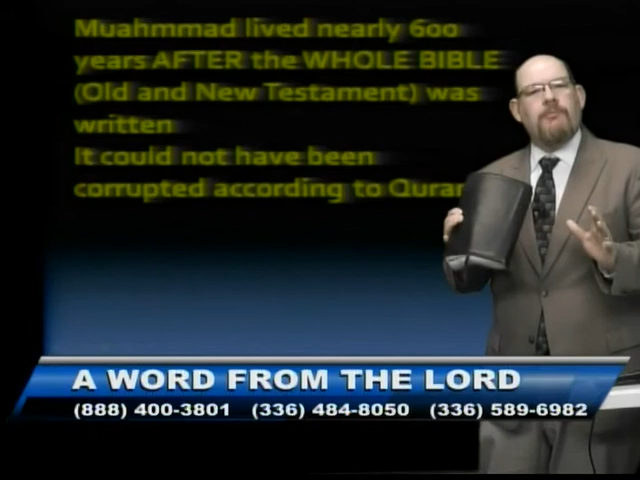 Muahmmad lived nearly 600
years AFTER the WHOLE BIBLE
(Old and New Testament) was
written
It could not have been
corrupted according to Quran
A WORD FROM THE LORD
(888) 400-3801 (336) 484-8050 (336) 589-6982